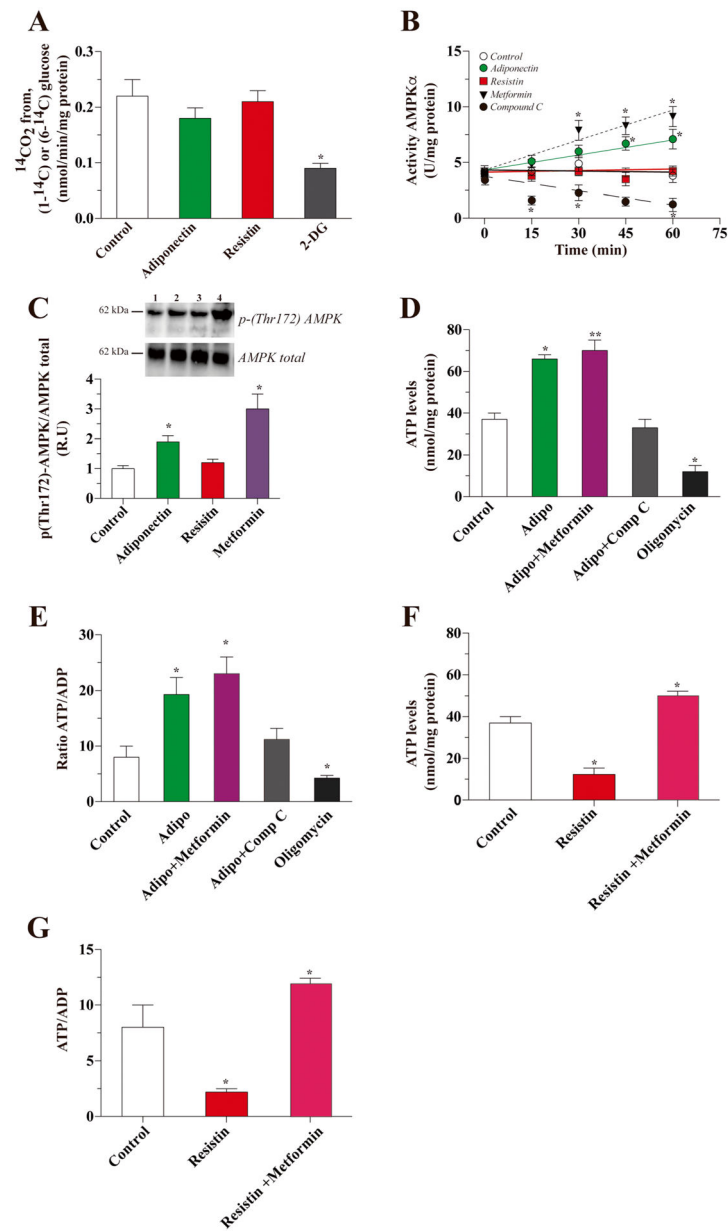 A
¹⁴CO2 from,
(1-¹⁴C) or (6-¹⁴C) glucose
(nmol/min/mg protein)
0.3
0.2
0.1
0.0
*
Control
Adiponectin
Resistin
2-DG
B
Activity AMPKα
(U/mg protein)
15
10
5
0
Control
Adiponectin
Resistin
Metformin
Compound C
* * *
* *
* * * *
0 15 30 45 60 75
Time (min)
C
1 2 3 4
62 kDa
p-(Thr172) AMPK
62 kDa
AMPK total
p(Thr172)-AMPK/AMPK total
(R.U)
5
4
3
2
1
0
* *
Control
Adiponectin
Resisitn
Metformin
D
ATP levels
(nmol/mg protein)
80
60
40
20
0
* ** *
Control
Adipo
Adipo+Metformin
Adipo+Comp C
Oligomycin
E
Ratio ATP/ADP
30
20
10
0
* * *
Control
Adipo
Adipo+Metformin
Adipo+Comp C
Oligomycin
F
ATP levels
(nmol/mg protein)
80
60
40
20
0
* *
Control
Resistin
Resistin +Metformin
G
ATP/ADP
15
10
5
0
* *
Control
Resistin
Resistin +Metformin